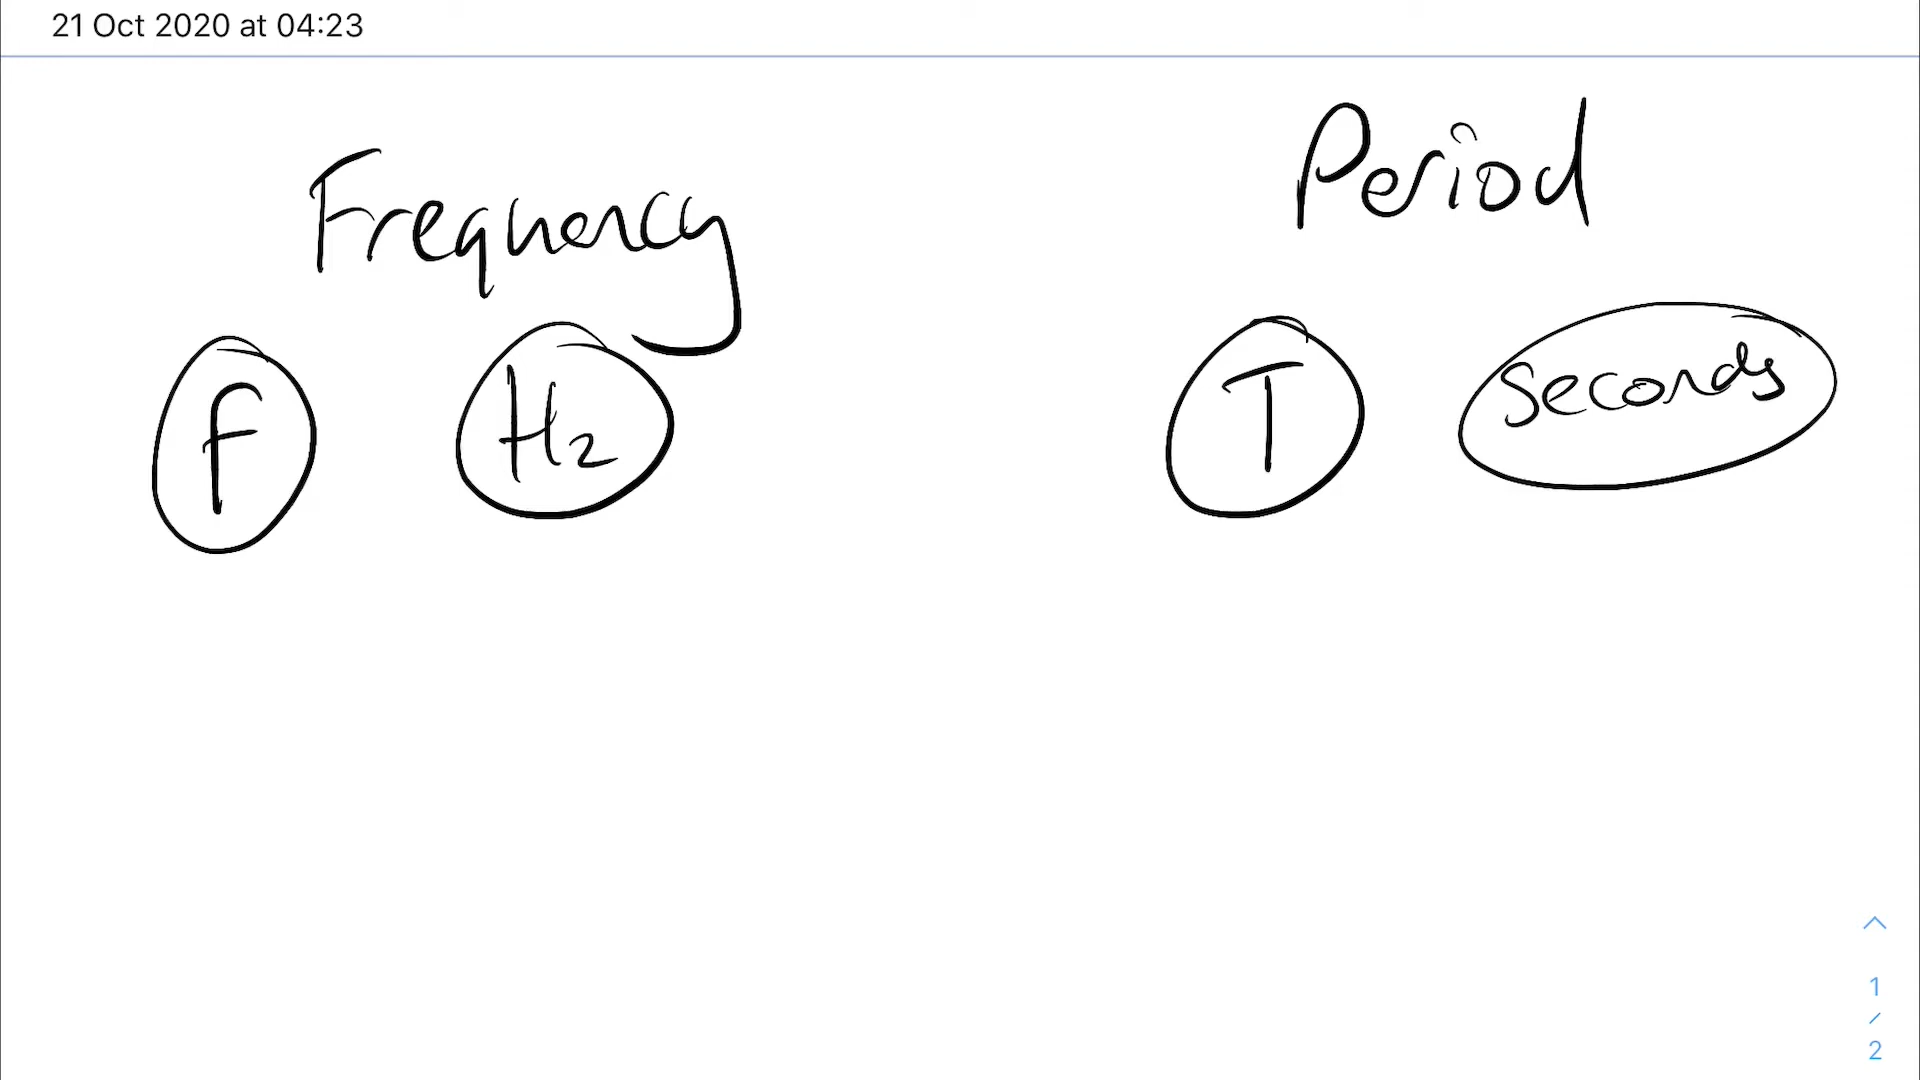 21 Oct 2020 at 04:23
Frequency
Period
f
Hz
T
seconds
1
/
2